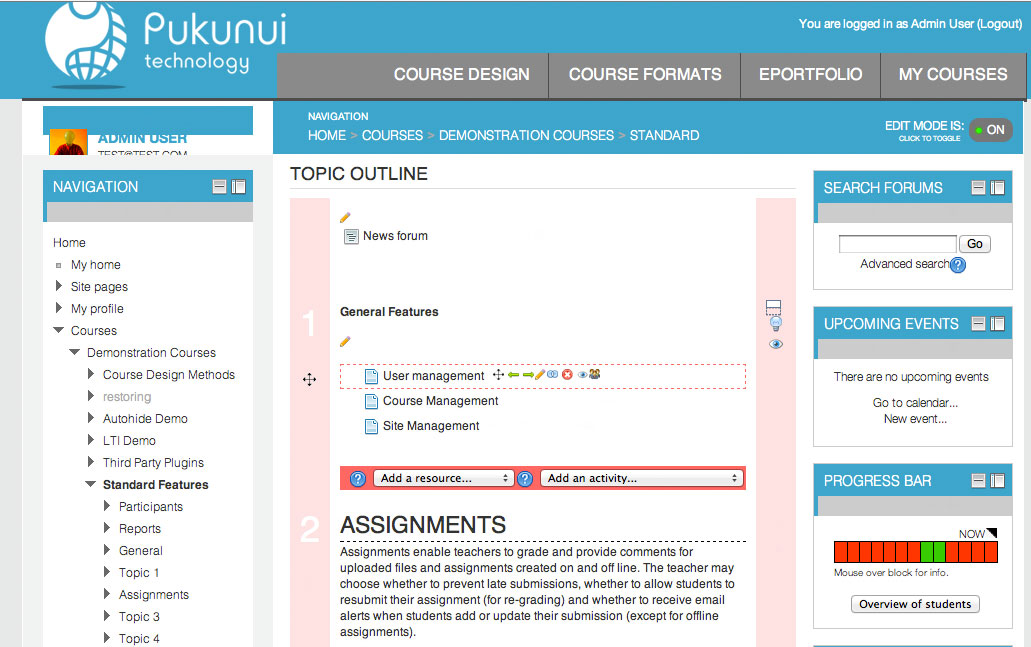 Pukunui
technology
You are logged in as Admin User (Logout)
COURSE DESIGN
COURSE FORMATS
EPORTFOLIO
MY COURSES
ADMIN USER
TEST@TEST.COM
NAVIGATION
HOME > COURSES > DEMONSTRATION COURSES > STANDARD
EDIT MODE IS:
CLICK TO TOGGLE
ON
NAVIGATION
Home
My home
Site pages
My profile
Courses
Demonstration Courses
Course Design Methods
restoring
Autohide Demo
LTI Demo
Third Party Plugins
Standard Features
Participants
Reports
General
Topic 1
Assignments
Topic 3
Topic 4
TOPIC OUTLINE
News forum
1
General Features
User management
Course Management
Site Management
Add a resource...
Add an activity...
2
ASSIGNMENTS
Assignments enable teachers to grade and provide comments for
uploaded files and assignments created on and off line. The teacher may
choose whether to prevent late submissions, whether to allow students to
resubmit their assignment (for re-grading) and whether to receive email
alerts when students add or update their submission (except for offline
assignments).
SEARCH FORUMS
Go
Advanced search
UPCOMING EVENTS
There are no upcoming events
Go to calendar...
New event...
PROGRESS BAR
NOW
Mouse over block for info.
Overview of students